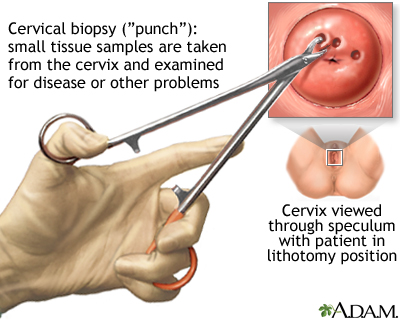 Cervical biopsy (”punch”):
small tissue samples are taken
from the cervix and examined
for disease or other problems
Cervix viewed
through speculum
with patient in
lithotomy position
ADAM.